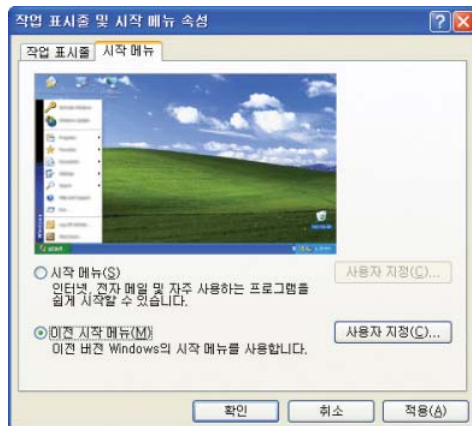 작업 표시줄 및 시작 메뉴 속성
작업 표시줄
시작 메뉴
시작 메뉴(S)
사용자 지정(C)...
인터넷, 전자 메일 및 자주 사용하는 프로그램을
쉽게 시작할 수 있습니다.
이전 시작 메뉴(M)
사용자 지정(C)...
이전 버전 Windows의 시작 메뉴를 사용합니다.
확인
취소
적용(A)